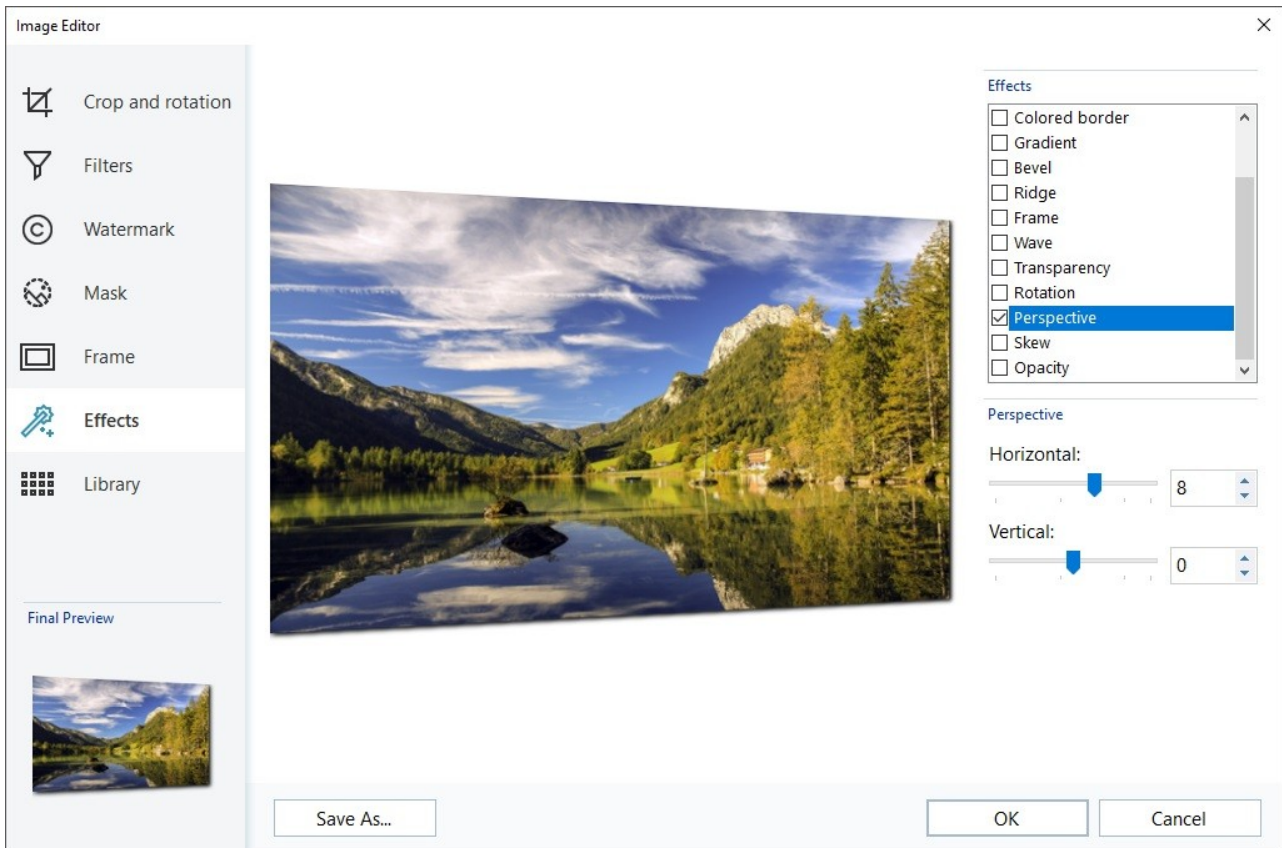 Image Editor
Crop and rotation
Filters
Watermark
Mask
Frame
Effects
Library
Final Preview
Effects
Colored border
Gradient
Bevel
Ridge
Frame
Wave
Transparency
Rotation
Perspective
Skew
Opacity
Perspective
Horizontal:
8
Vertical:
0
Save As...
OK
Cancel